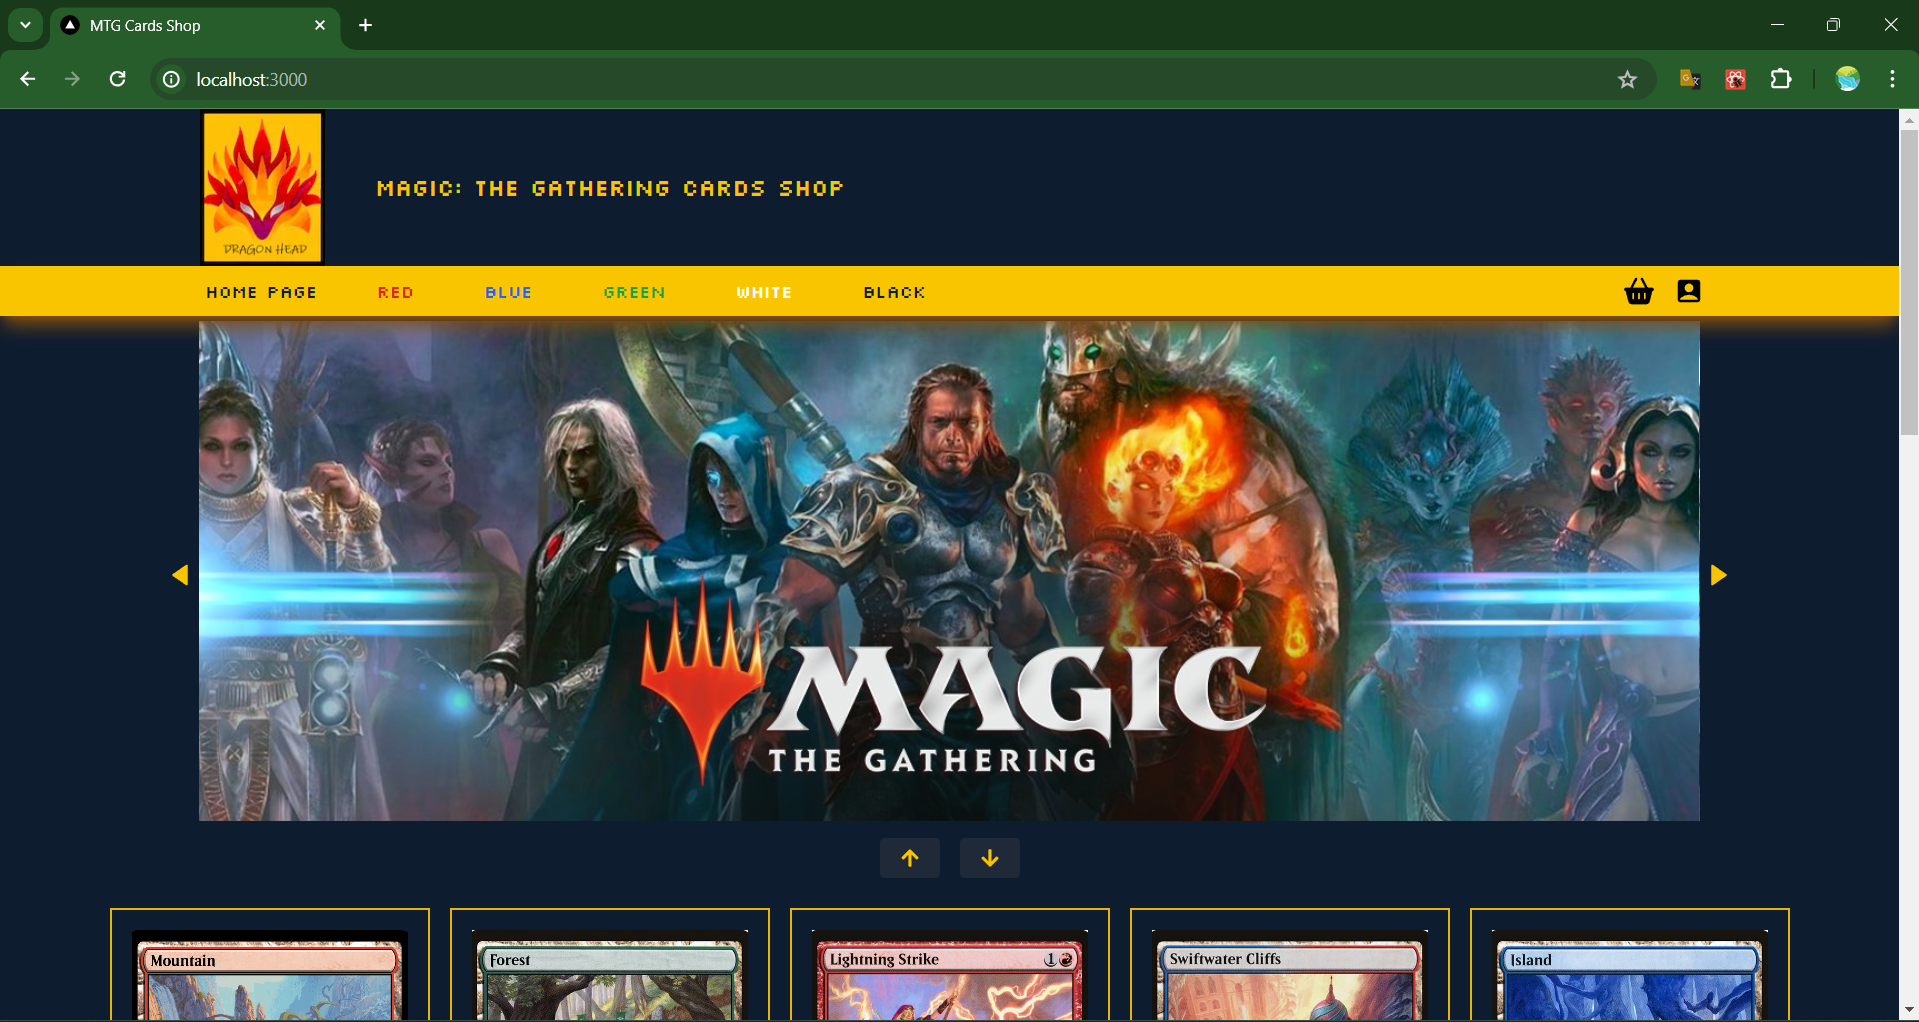 MTG Cards Shop
localhost:3000
DRAGON HEAD
MAGIC: THE GATHERING CARDS SHOP
HOME PAGE RED BLUE GREEN WHITE BLACK
MAGIC
THE GATHERING
Mountain
Forest
Lightning Strike 1
Swiftwater Cliffs
Island